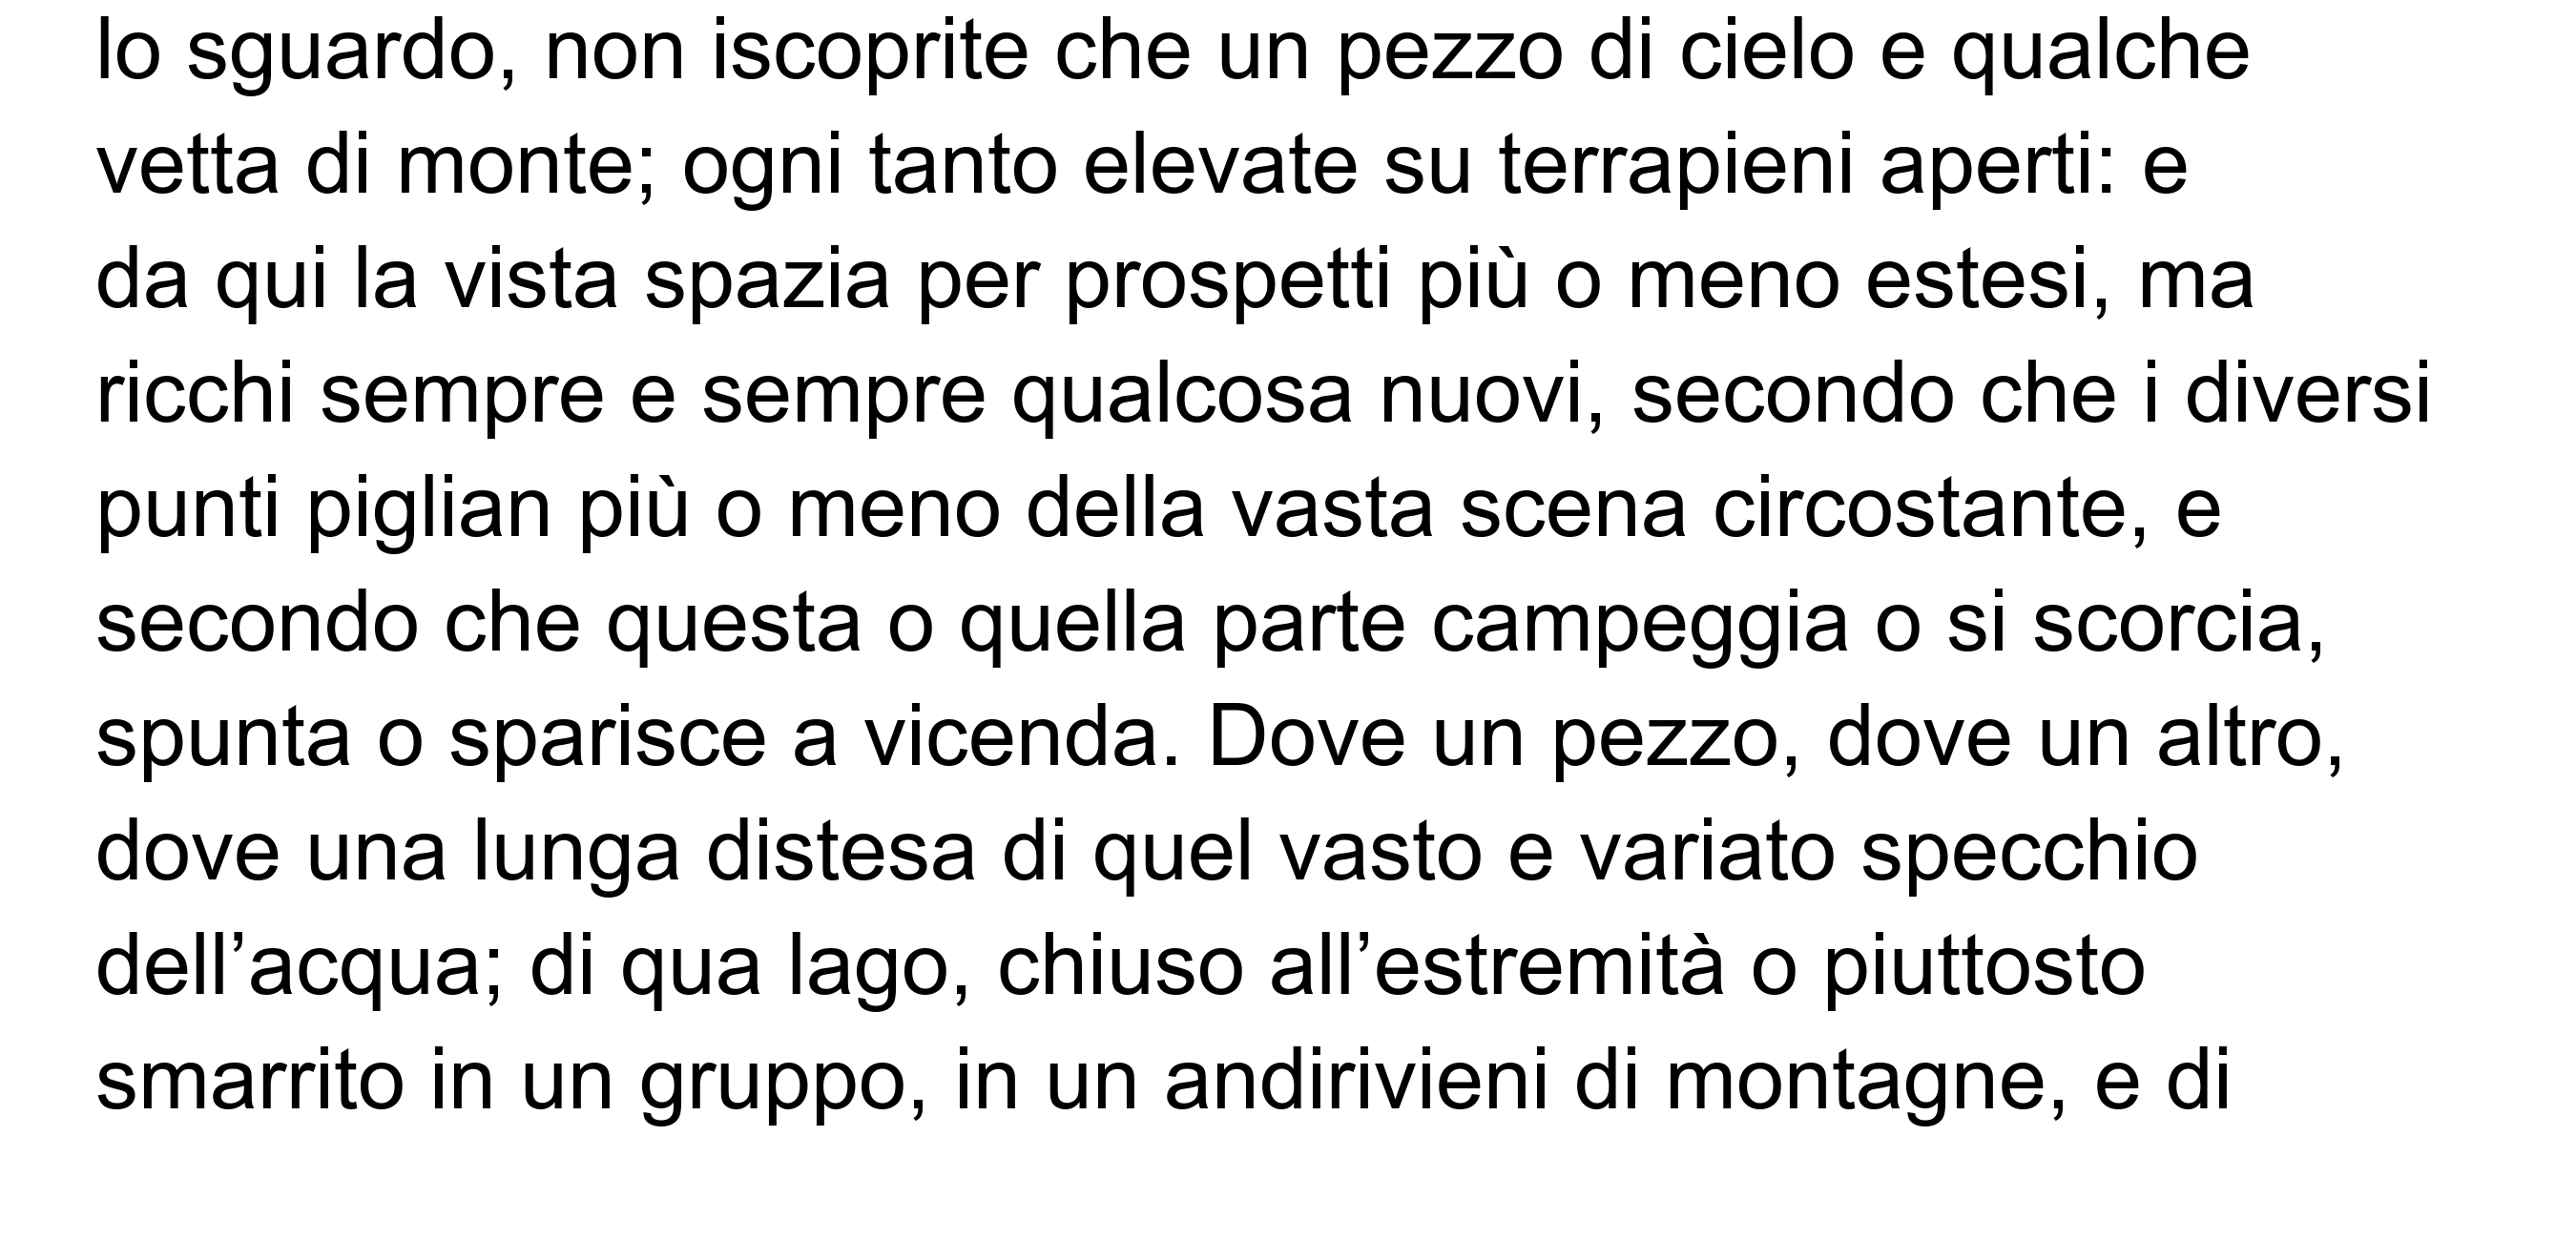 lo sguardo, non iscoprite che un pezzo di cielo e qualche
vetta di monte; ogni tanto elevate su terrapieni aperti: e
da qui la vista spazia per prospetti più o meno estesi, ma
ricchi sempre e sempre qualcosa nuovi, secondo che i diversi
punti piglian più o meno della vasta scena circostante, e
secondo che questa o quella parte campeggia o si scorcia,
spunta o sparisce a vicenda. Dove un pezzo, dove un altro,
dove una lunga distesa di quel vasto e variato specchio
dell’acqua; di qua lago, chiuso all’estremità o piuttosto
smarrito in un gruppo, in un andirivieni di montagne, e di